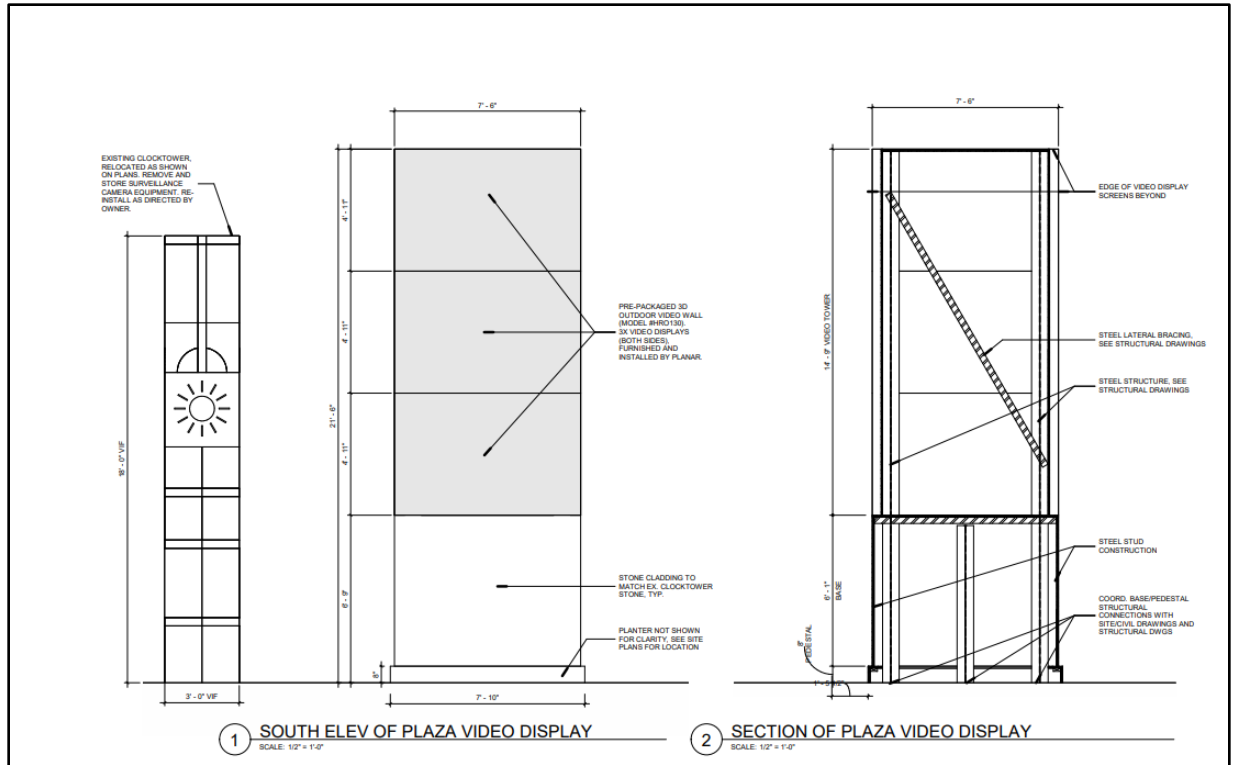 7' - 6"
EXISTING CLOCKTOWER,
RELOCATED AS SHOWN
ON PLANS. REMOVE AND
STORE SURVEILLANCE
CAMERA EQUIPMENT. RE-
INSTALL AS DIRECTED BY
OWNER.
18' - 0" VIF
3' - 0" VIF
21' - 6"
4' - 11"
4' - 11"
4' - 11"
6' - 9"
8"
7' - 10"
PRE-PACKAGED 3D
OUTDOOR VIDEO WALL
(MODEL #HRO130).
3X VIDEO DISPLAYS
(BOTH SIDES),
FURNISHED AND
INSTALLED BY PLANAR.
STONE CLADDING TO
MATCH EX. CLOCKTOWER
STONE, TYP.
PLANTER NOT SHOWN
FOR CLARITY, SEE SITE
PLANS FOR LOCATION
1
SOUTH ELEV OF PLAZA VIDEO DISPLAY
SCALE: 1/2" = 1'-0"
7' - 6"
EDGE OF VIDEO DISPLAY
SCREENS BEYOND
14' - 9" VIDEO TOWER
STEEL LATERAL BRACING,
SEE STRUCTURAL DRAWINGS
STEEL STRUCTURE, SEE
STRUCTURAL DRAWINGS
STEEL STUD
CONSTRUCTION
6' - 1"
BASE
COORD. BASE/PEDESTAL
STRUCTURAL
CONNECTIONS WITH
SITE/CIVIL DRAWINGS AND
STRUCTURAL DWGS
8"
PEDESTAL
2
SECTION OF PLAZA VIDEO DISPLAY
SCALE: 1/2" = 1'-0"